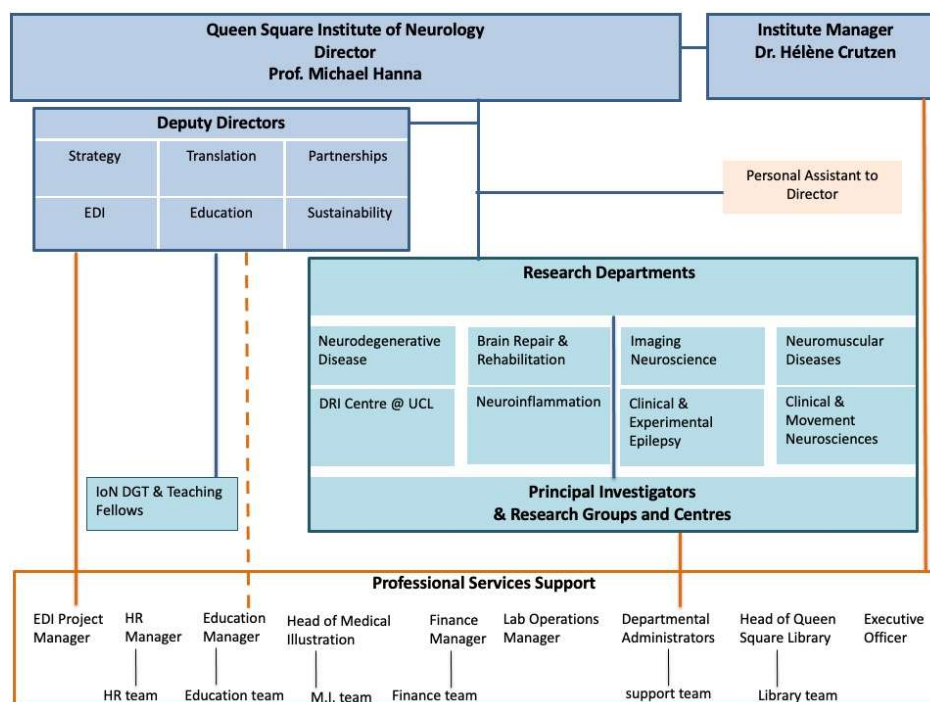 Queen Square Institute of Neurology
Director
Prof. Michael Hanna
Institute Manager
Dr. Hélène Crutzen
Deputy Directors
Strategy
Translation
Partnerships
EDI
Education
Sustainability
Personal Assistant to
Director
Research Departments
Neurodegenerative
Disease
Brain Repair &
Rehabilitation
Imaging
Neuroscience
Neuromuscular
Diseases
DRI Centre @ UCL
Neuroinflammation
Clinical &
Experimental
Epilepsy
Clinical &
Movement
Neurosciences
IoN DGT & Teaching
Fellows
Principal Investigators
& Research Groups and Centres
Professional Services Support
EDI Project
Manager
HR
Manager
Education
Manager
Head of Medical
Illustration
Finance
Manager
Lab Operations
Manager
Departmental
Administrators
Head of Queen
Square Library
Executive
Officer
HR team
Education team
M.I. team
Finance team
support team
Library team